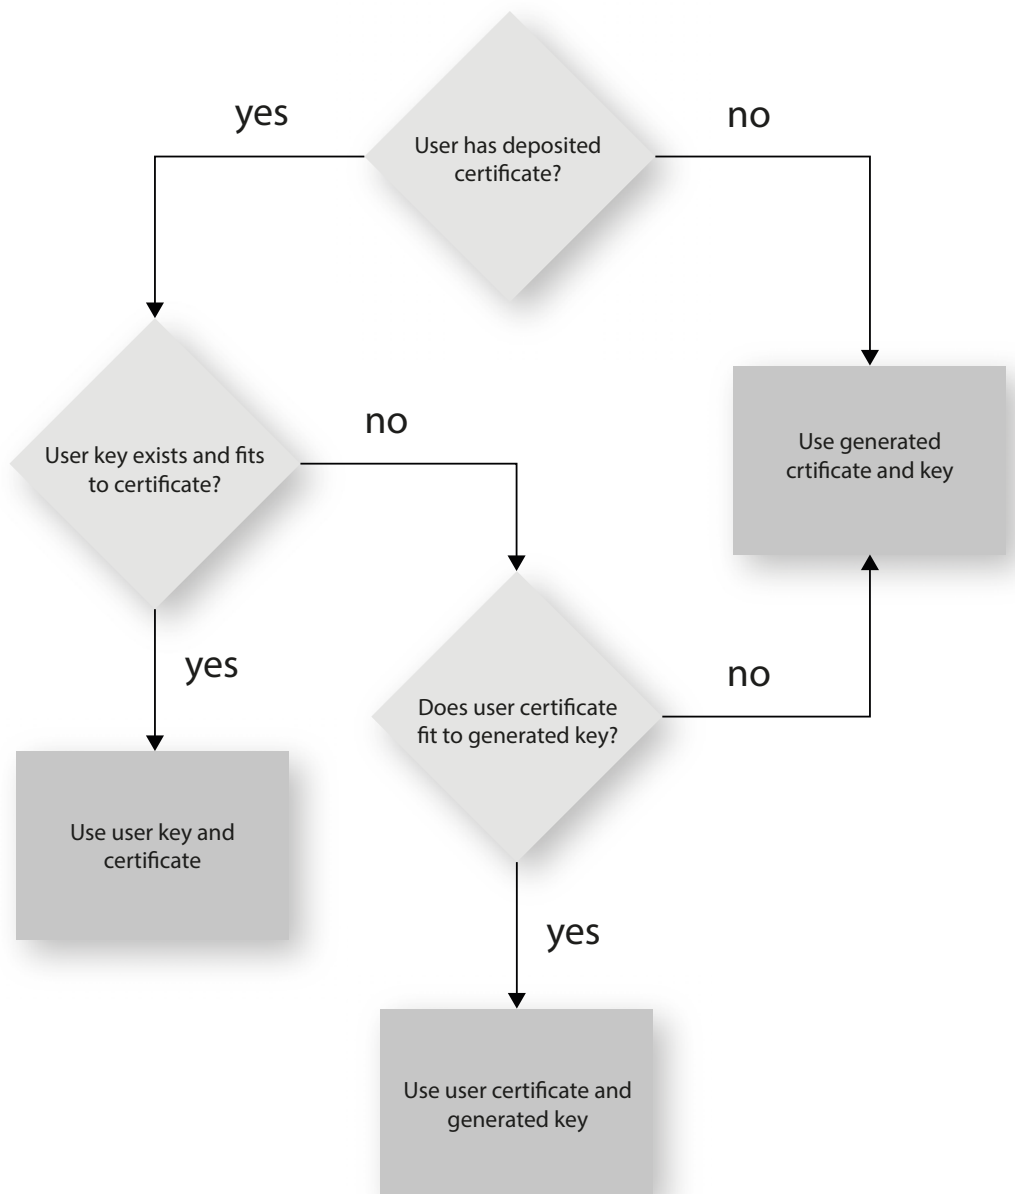 yes
no
User has deposited
certificate?
no
User key exists and fits
to certificate?
Use generated
crtificate and key
yes
no
Does user certificate
fit to generated key?
Use user key and
certificate
yes
Use user certificate and
generated key